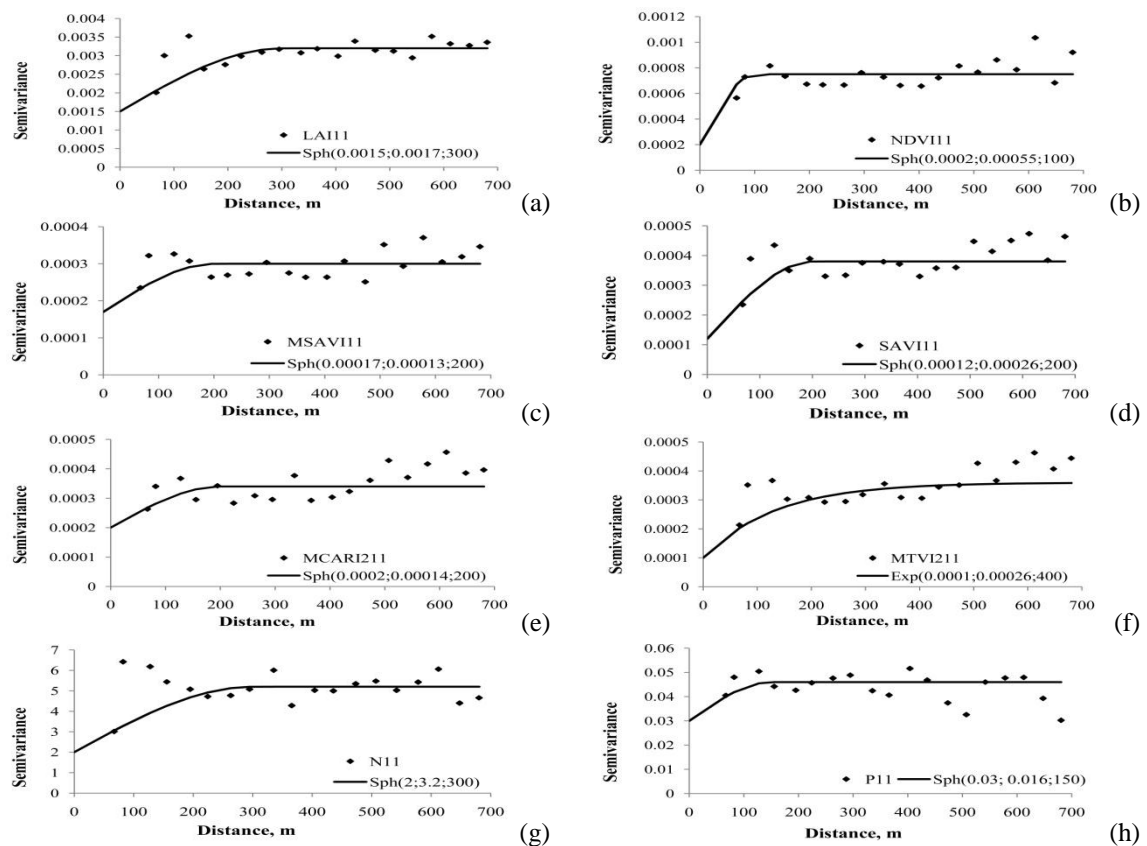 Semivariance
0.004
0.0035
0.003
0.0025
0.002
0.0015
0.001
0.0005
0
LAI11
Sph(0.0015;0.0017;300)
0 100 200 300 400 500 600 700
Distance, m
(a)
Semivariance
0.0012
0.001
0.0008
0.0006
0.0004
0.0002
0
NDVI11
Sph(0.0002;0.00055;100)
0 100 200 300 400 500 600 700
Distance, m
(b)
Semivariance
0.0004
0.0003
0.0002
0.0001
0
MSAVI11
Sph(0.00017;0.00013;200)
0 100 200 300 400 500 600 700
Distance, m
(c)
Semivariance
0.0005
0.0004
0.0003
0.0002
0.0001
0
SAVI11
Sph(0.00012;0.00026;200)
0 100 200 300 400 500 600 700
Distance, m
(d)
Semivariance
0.0005
0.0004
0.0003
0.0002
0.0001
0
MCARI211
Sph(0.0002;0.00014;200)
0 100 200 300 400 500 600 700
Distance, m
(e)
Semivariance
0.0005
0.0004
0.0003
0.0002
0.0001
0
MTVI211
Exp(0.0001;0.00026;400)
0 100 200 300 400 500 600 700
Distance, m
(f)
Semivariance
7
6
5
4
3
2
1
0
N11
Sph(2;3.2;300)
0 100 200 300 400 500 600 700
Distance, m
(g)
Semivariance
0.06
0.05
0.04
0.03
0.02
0.01
0
P11 Sph(0.03; 0.016;150)
0 100 200 300 400 500 600 700
Distance, m
(h)